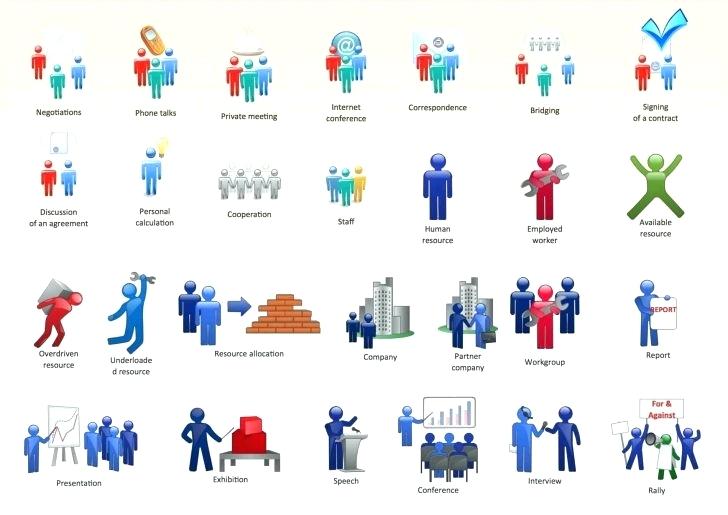 Negotiations
Phone talks
Private meeting
Internet
conference
Correspondence
Bridging
Signing
of a contract
Discussion
of an agreement
Personal
calculation
Cooperation
Staff
Human
resource
Employed
worker
Available
resource
Overdriven
resource
Underloade
d resource
Resource allocation
Company
Partner
company
Workgroup
REPORT
Report
Presentation
Exhibition
Speech
Conference
Interview
For &
Against
Rally